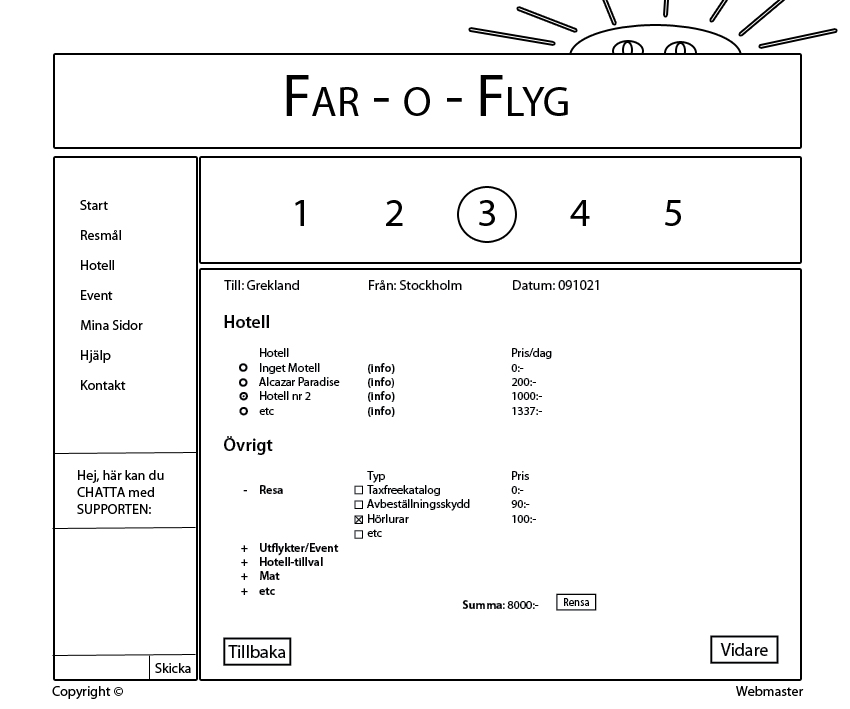 FAR - O - FLYG
1 2 3 4 5
Start
Resmål
Hotell
Event
Mina Sidor
Hjälp
Kontakt
Hej, här kan du
CHATTA med
SUPPORTEN:
Skicka
Till: Grekland Från: Stockholm Datum: 091021
Hotell
Hotell Pris/dag
Inget Motell (info) 0:-
Alcazar Paradise (info) 200:-
Hotell nr 2 (info) 1000:-
etc (info) 1337:-
Övrigt
Typ Pris
- Resa Taxfreekatalog 0:-
Avbeställningsskydd 90:-
Hörlurar 100:-
etc
+ Utflykter/Event
+ Hotell-tillval
+ Mat
+ etc
Summa: 8000:- Rensa
Tillbaka Vidare
Copyright © Webmaster